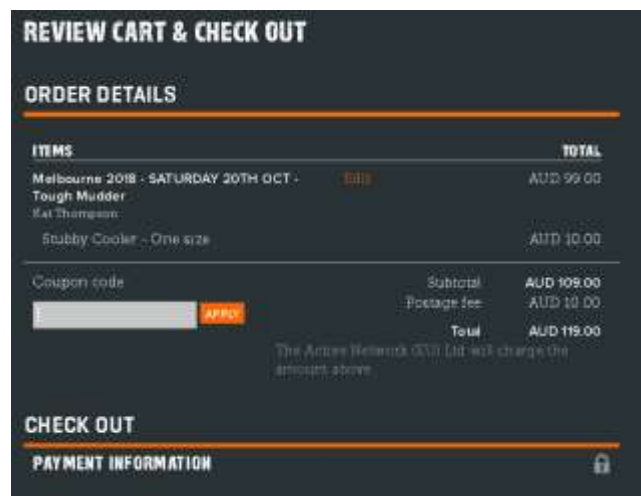 REVIEW CART & CHECK OUT
ORDER DETAILS
ITEMS TOTAL
Melbourne 2018 - SATURDAY 20TH OCT - Edit AUD 99.00
Tough Mudder
Kat Thompson
Stubby Cooler - One size AUD 10.00
Coupon code Subtotal AUD 109.00
Postage fee AUD 10.00
APPLY
Total AUD 119.00
The Active Network (EU) Ltd will charge the
amount above
CHECK OUT
PAYMENT INFORMATION